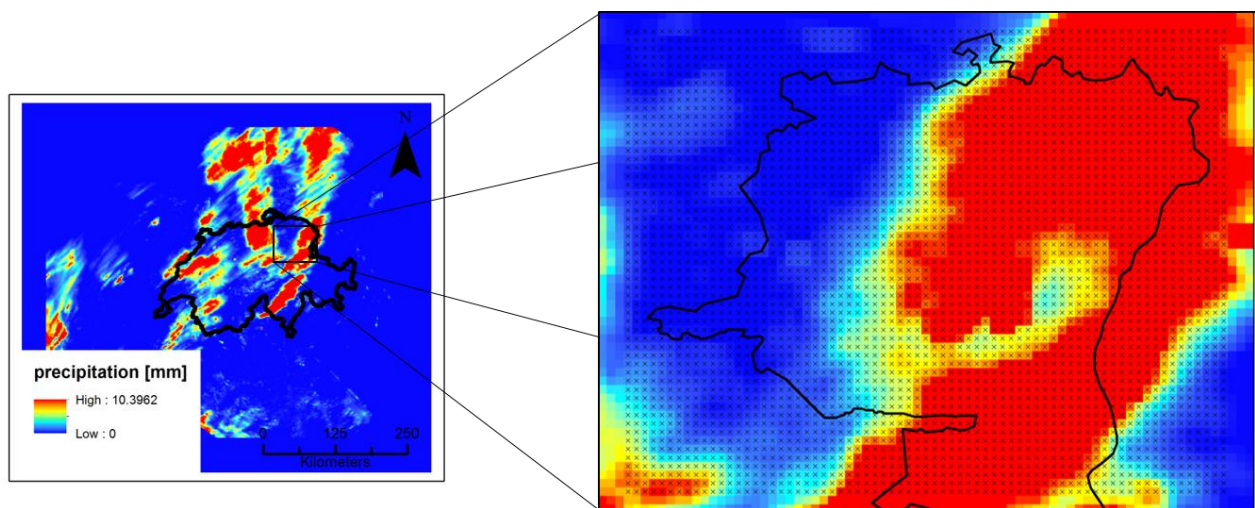 N
precipitation [mm]
High : 10.3962
Low : 0
0 125 250
Kilometers